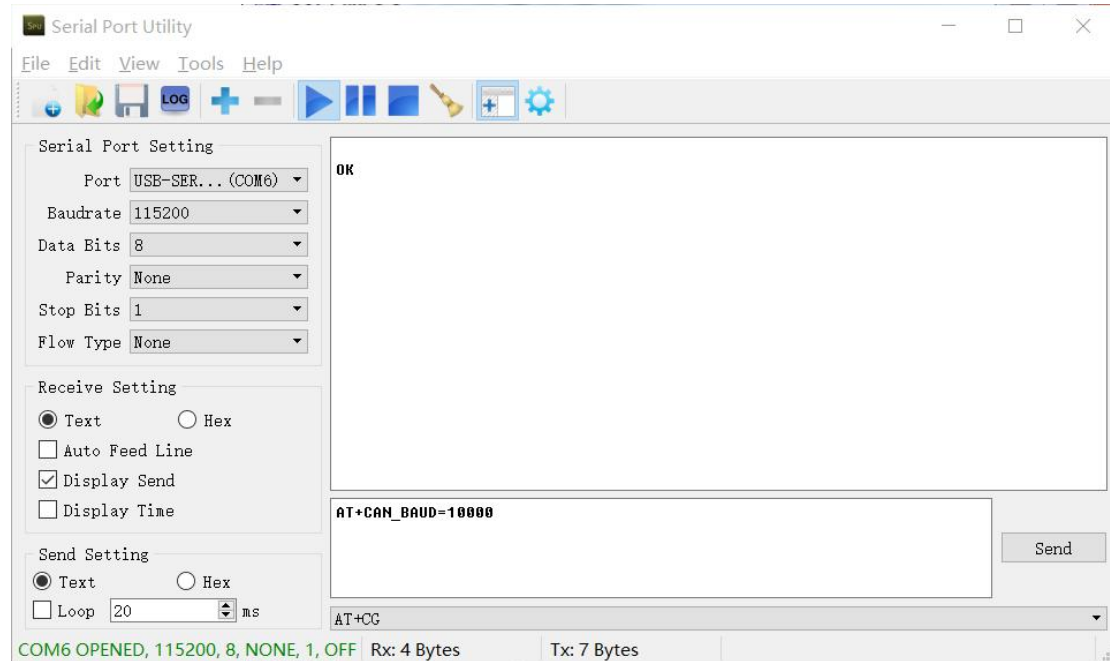 Serial Port Utility
File Edit View Tools Help
LOG
Serial Port Setting
Port USB-SER...(COM6)
Baudrate 115200
Data Bits 8
Parity None
Stop Bits 1
Flow Type None
Receive Setting
Text Hex
Auto Feed Line
Display Send
Display Time
Send Setting
Text Hex
Loop 20 ms
OK
AT+CAN_BAUD=10000
Send
AT+CG
COM6 OPENED, 115200, 8, NONE, 1, OFF Rx: 4 Bytes Tx: 7 Bytes